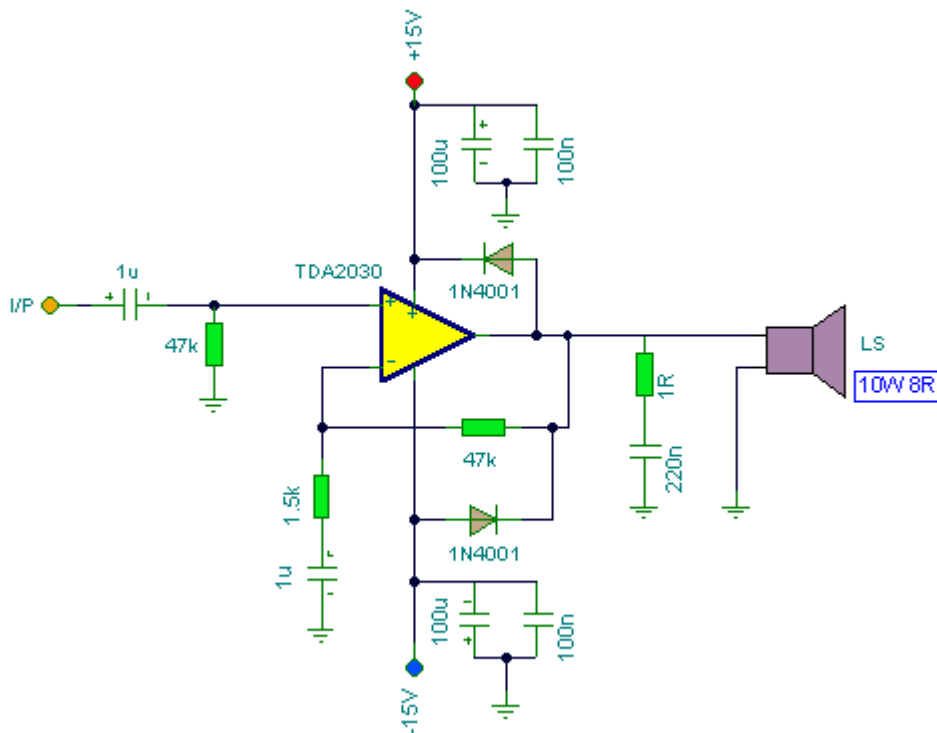 +15V
100u
+
-
100n
TDA2030
1N4001
I/P
1u
+
-
47k
+
+
-
LS
10W 8R
1R
220n
47k
1.5k
1N4001
1u
-
-
100u
-
+
100n
-15V